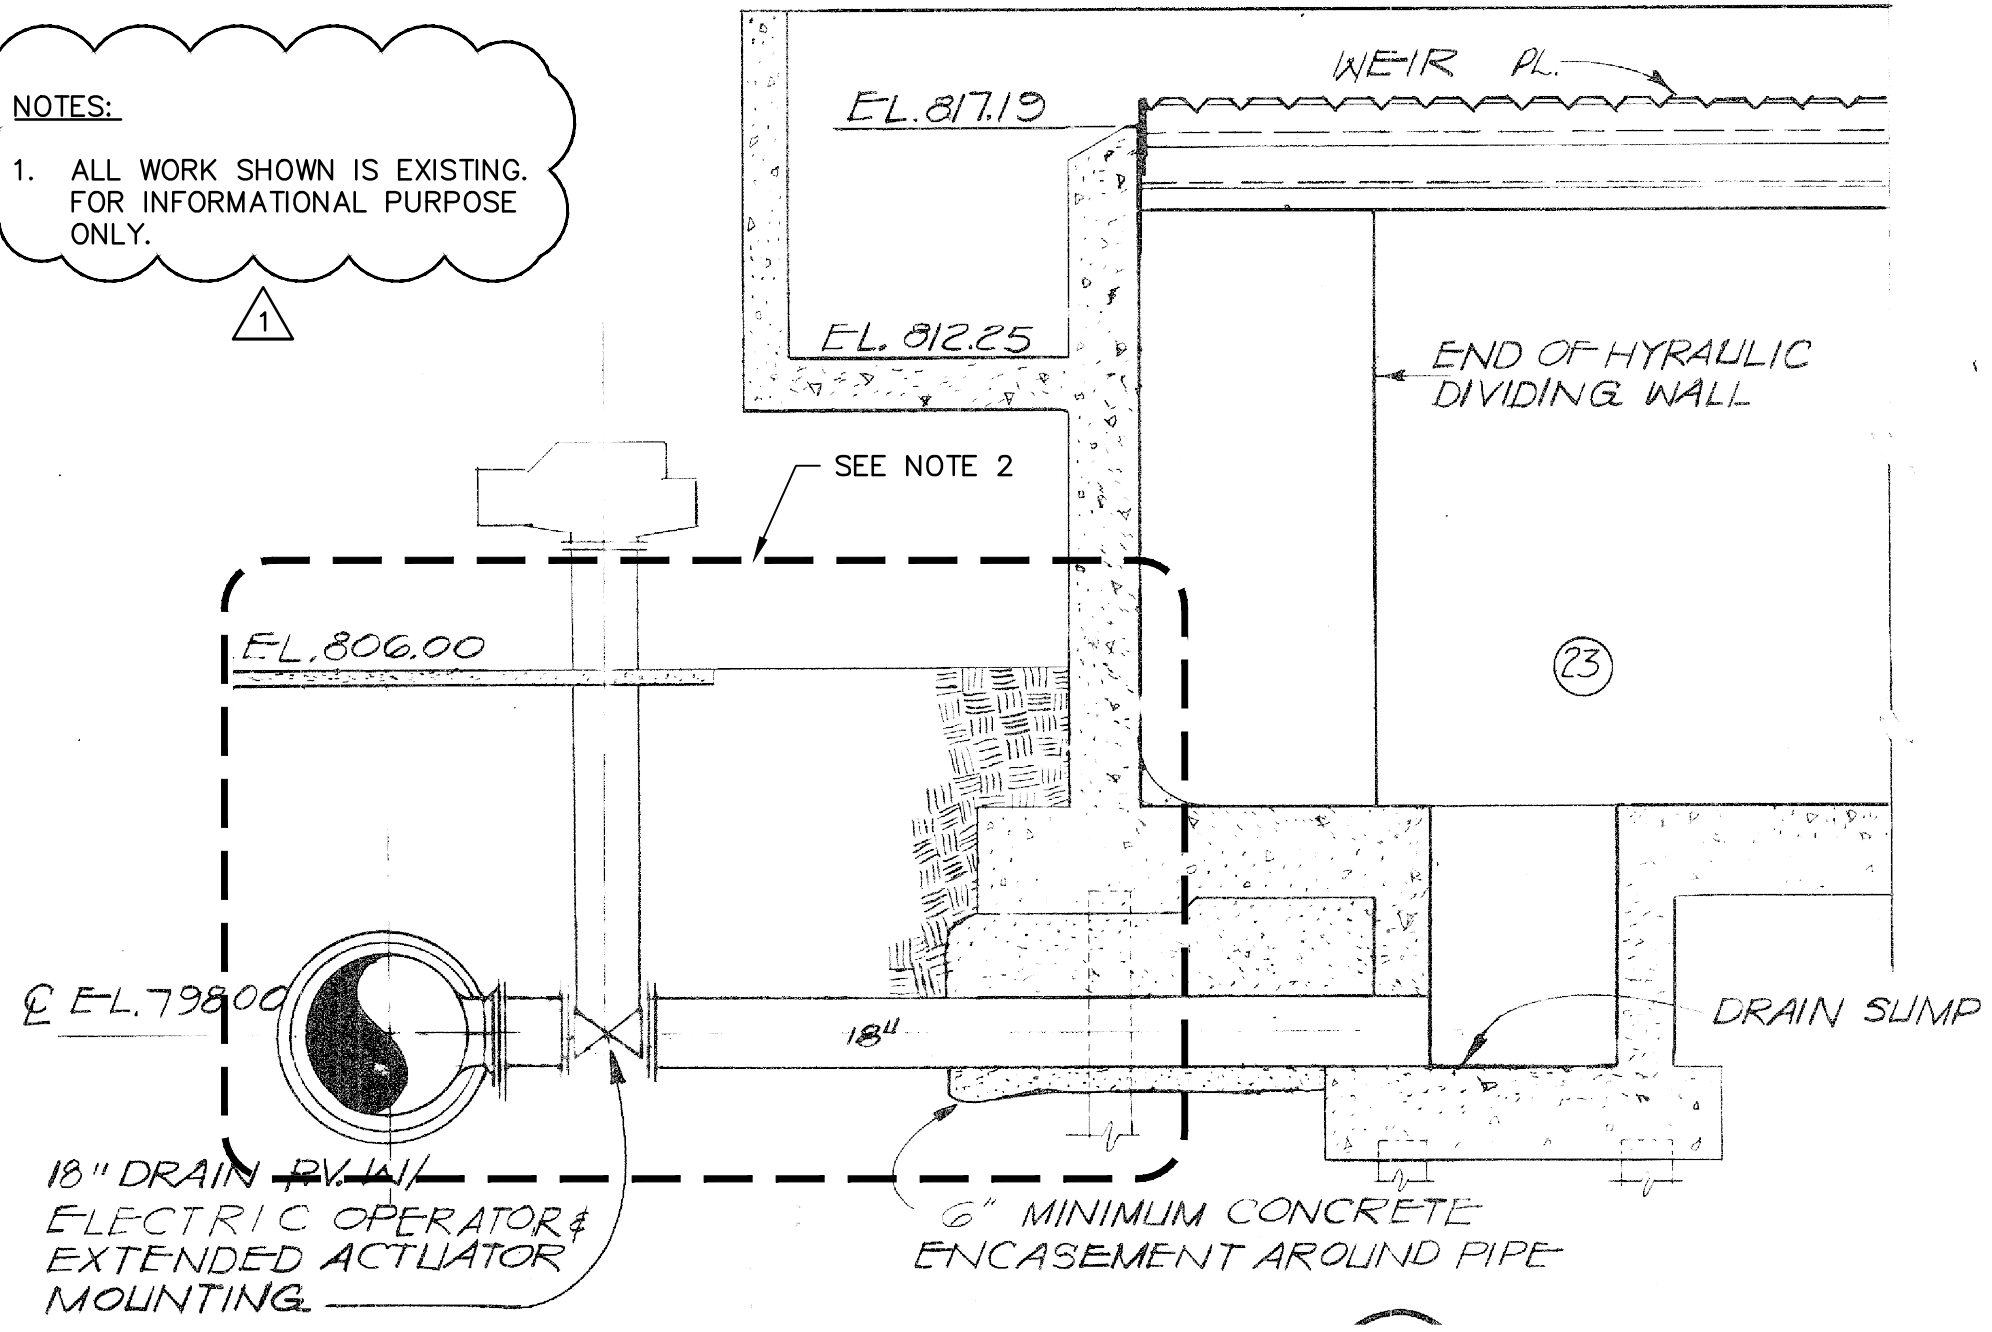 NOTES:
1. ALL WORK SHOWN IS EXISTING.
FOR INFORMATIONAL PURPOSE
ONLY.
1
WEIR PL.
EL.817.19
EL. 812.25
END OF HYRAULIC
DIVIDING WALL
SEE NOTE 2
EL.806.00
23
℄ EL.798.00
18"
DRAIN SUMP
18" DRAIN P.V. W/
ELECTRIC OPERATOR &
EXTENDED ACTUATOR
MOUNTING
6" MINIMUM CONCRETE
ENCASEMENT AROUND PIPE